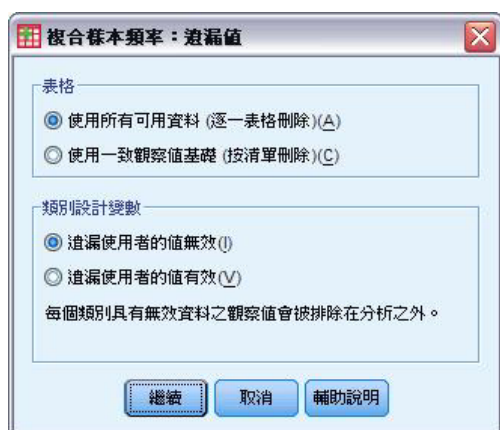 複合樣本頻率：遺漏值
表格
使用所有可用資料 (逐一表格刪除)(A)
使用一致觀察值基礎 (按清單刪除)(C)
類別設計變數
遺漏使用者的值無效(I)
遺漏使用者的值有效(V)
每個類別具有無效資料之觀察值會被排除在分析之外。
繼續 取消 輔助說明